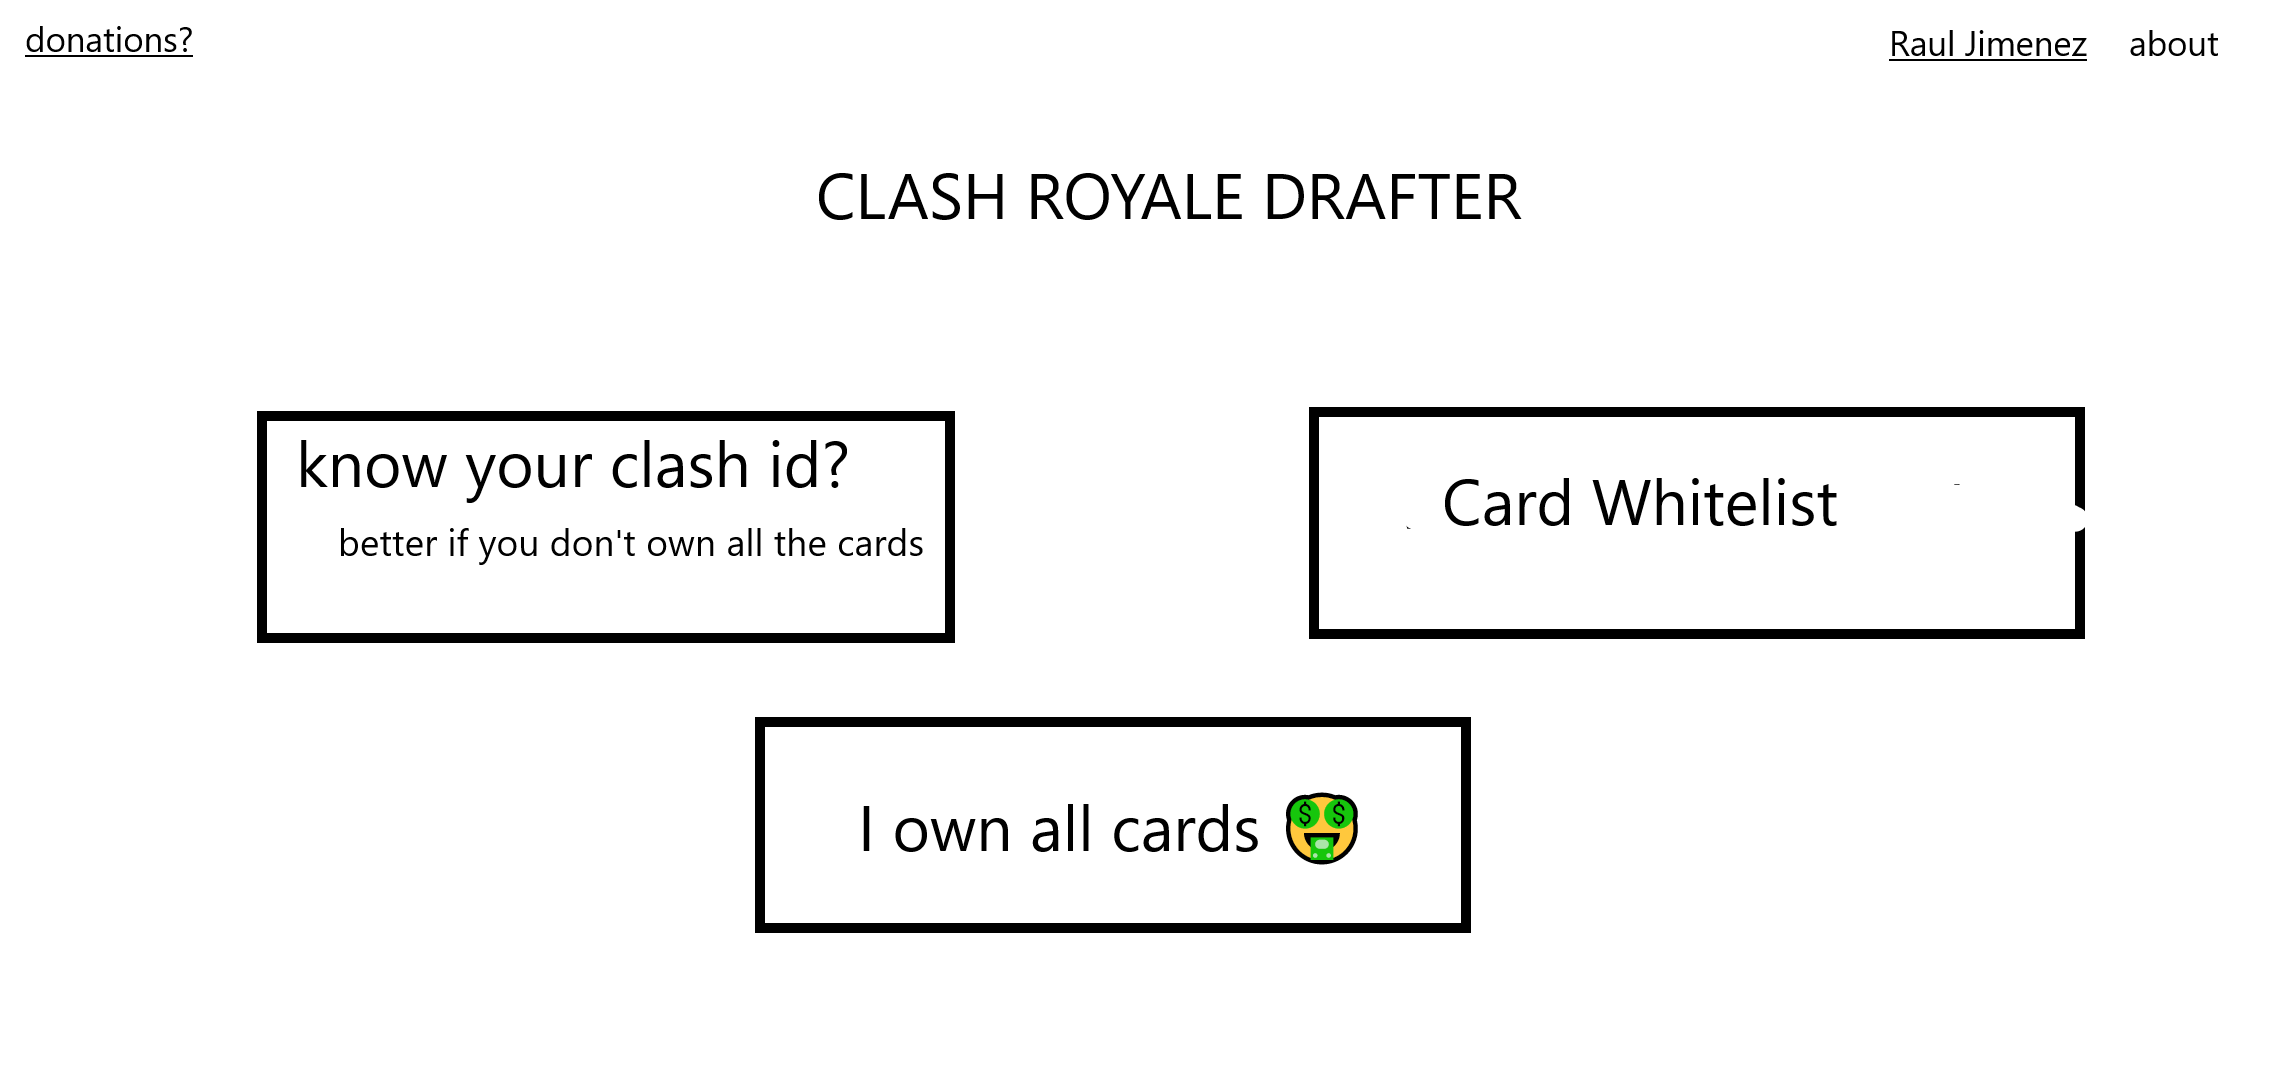 donations?
Raul Jimenez about
CLASH ROYALE DRAFTER
know your clash id?
better if you don't own all the cards
Card Whitelist
I own all cards 🤑